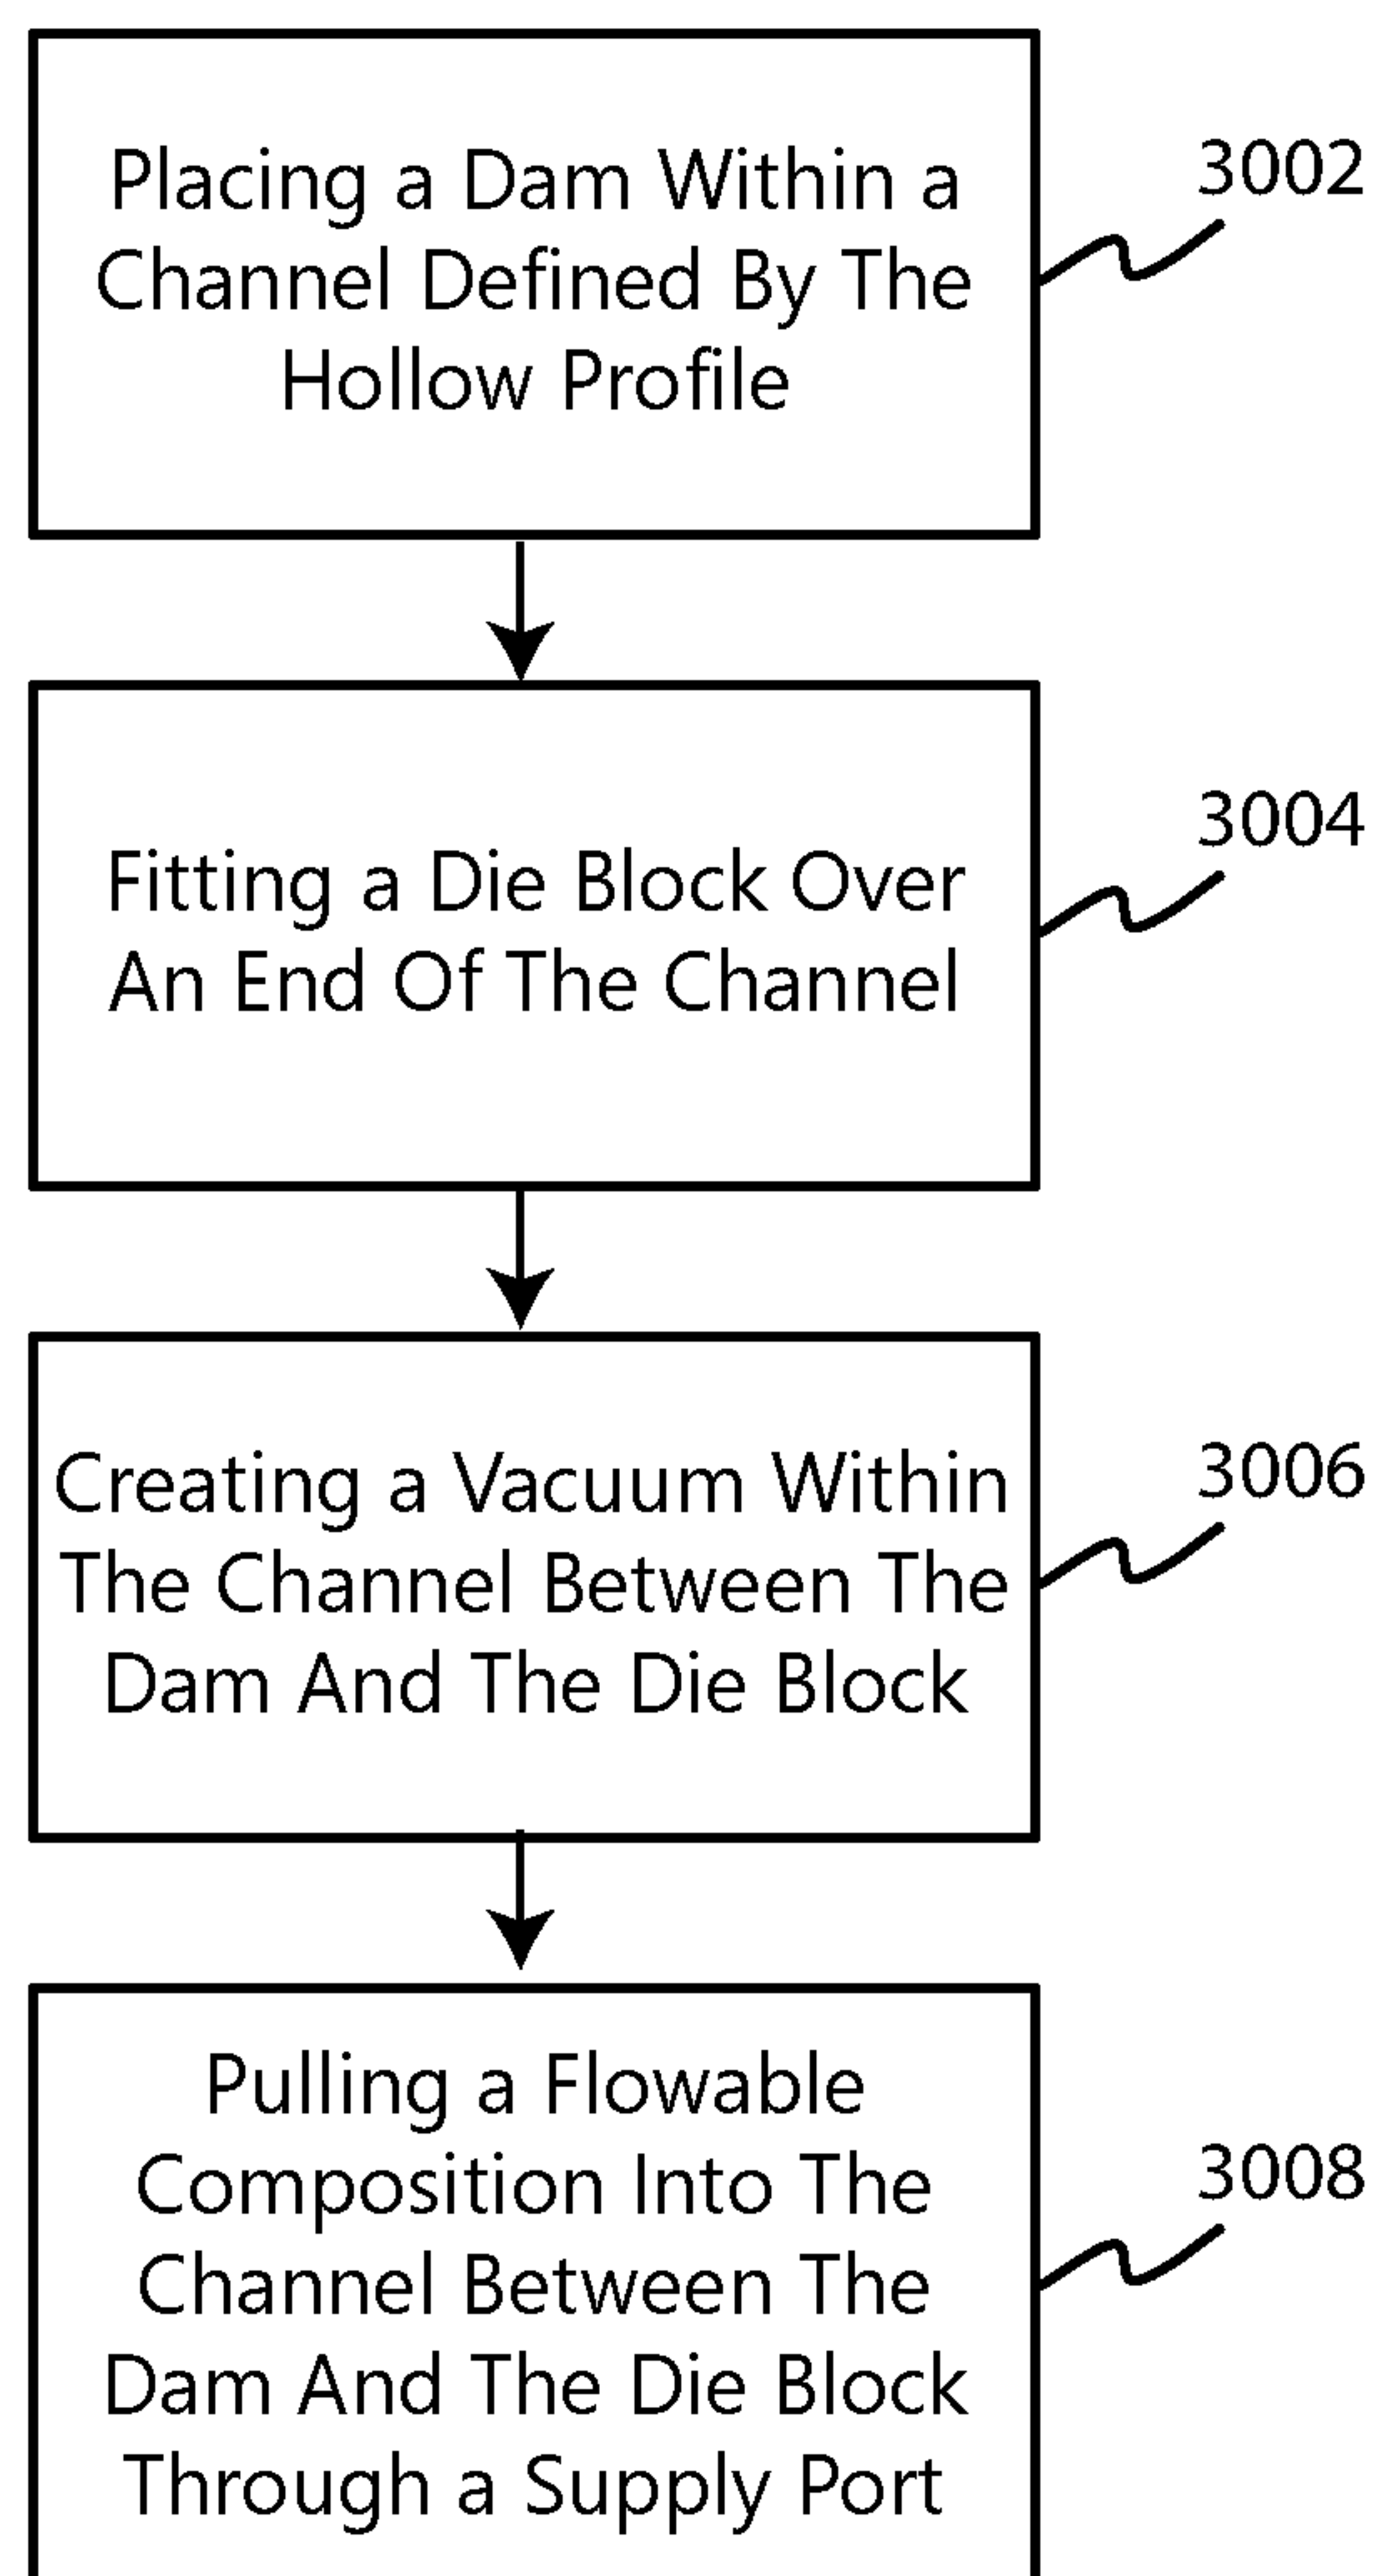 Placing a Dam Within a
Channel Defined By The
Hollow Profile
3002
Fitting a Die Block Over
An End Of The Channel
3004
Creating a Vacuum Within
The Channel Between The
Dam And The Die Block
3006
Pulling a Flowable
Composition Into The
Channel Between The
Dam And The Die Block
Through a Supply Port
3008